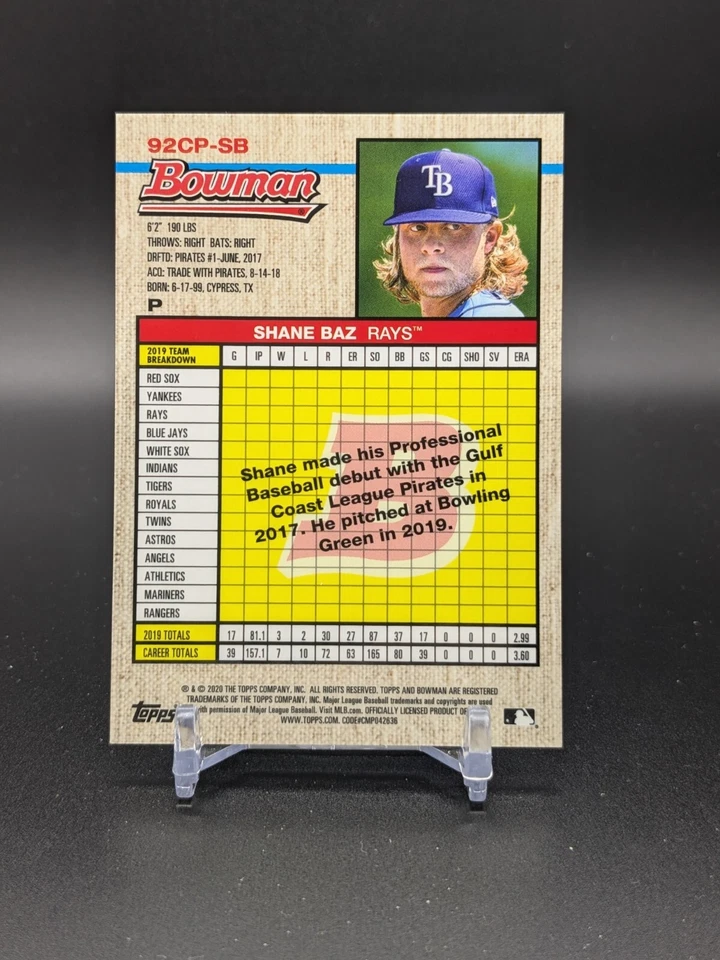 92CP-SB
Bowman
®
6'2" 190 LBS
THROWS: RIGHT BATS: RIGHT
DRFTD: PIRATES #1-JUNE, 2017
ACQ: TRADE WITH PIRATES, 8-14-18
BORN: 6-17-99, CYPRESS, TX
P
TB
SHANE BAZ RAYS™
2019 TEAM BREAKDOWN G IP W L R ER SO BB GS CG SHO SV ERA
RED SOX
YANKEES
RAYS
BLUE JAYS
WHITE SOX
INDIANS
TIGERS
ROYALS
TWINS
ASTROS
ANGELS
ATHLETICS
MARINERS
RANGERS
B
Shane made his Professional
Baseball debut with the Gulf
Coast League Pirates in
2017. He pitched at Bowling
Green in 2019.
2019 TOTALS 17 81.1 3 2 30 27 87 37 17 0 0 0 2.99
CAREER TOTALS 39 157.1 7 10 72 63 165 80 39 0 0 0 3.60
® & © 2020 THE TOPPS COMPANY, INC. ALL RIGHTS RESERVED. TOPPS AND BOWMAN ARE REGISTERED
TRADEMARKS OF THE TOPPS COMPANY, INC. Major League Baseball trademarks and copyrights are used
with permission of Major League Baseball. Visit MLB.com. OFFICIALLY LICENSED PRODUCT OF
WWW.TOPPS.COM. CODE#CMP042636
Topps